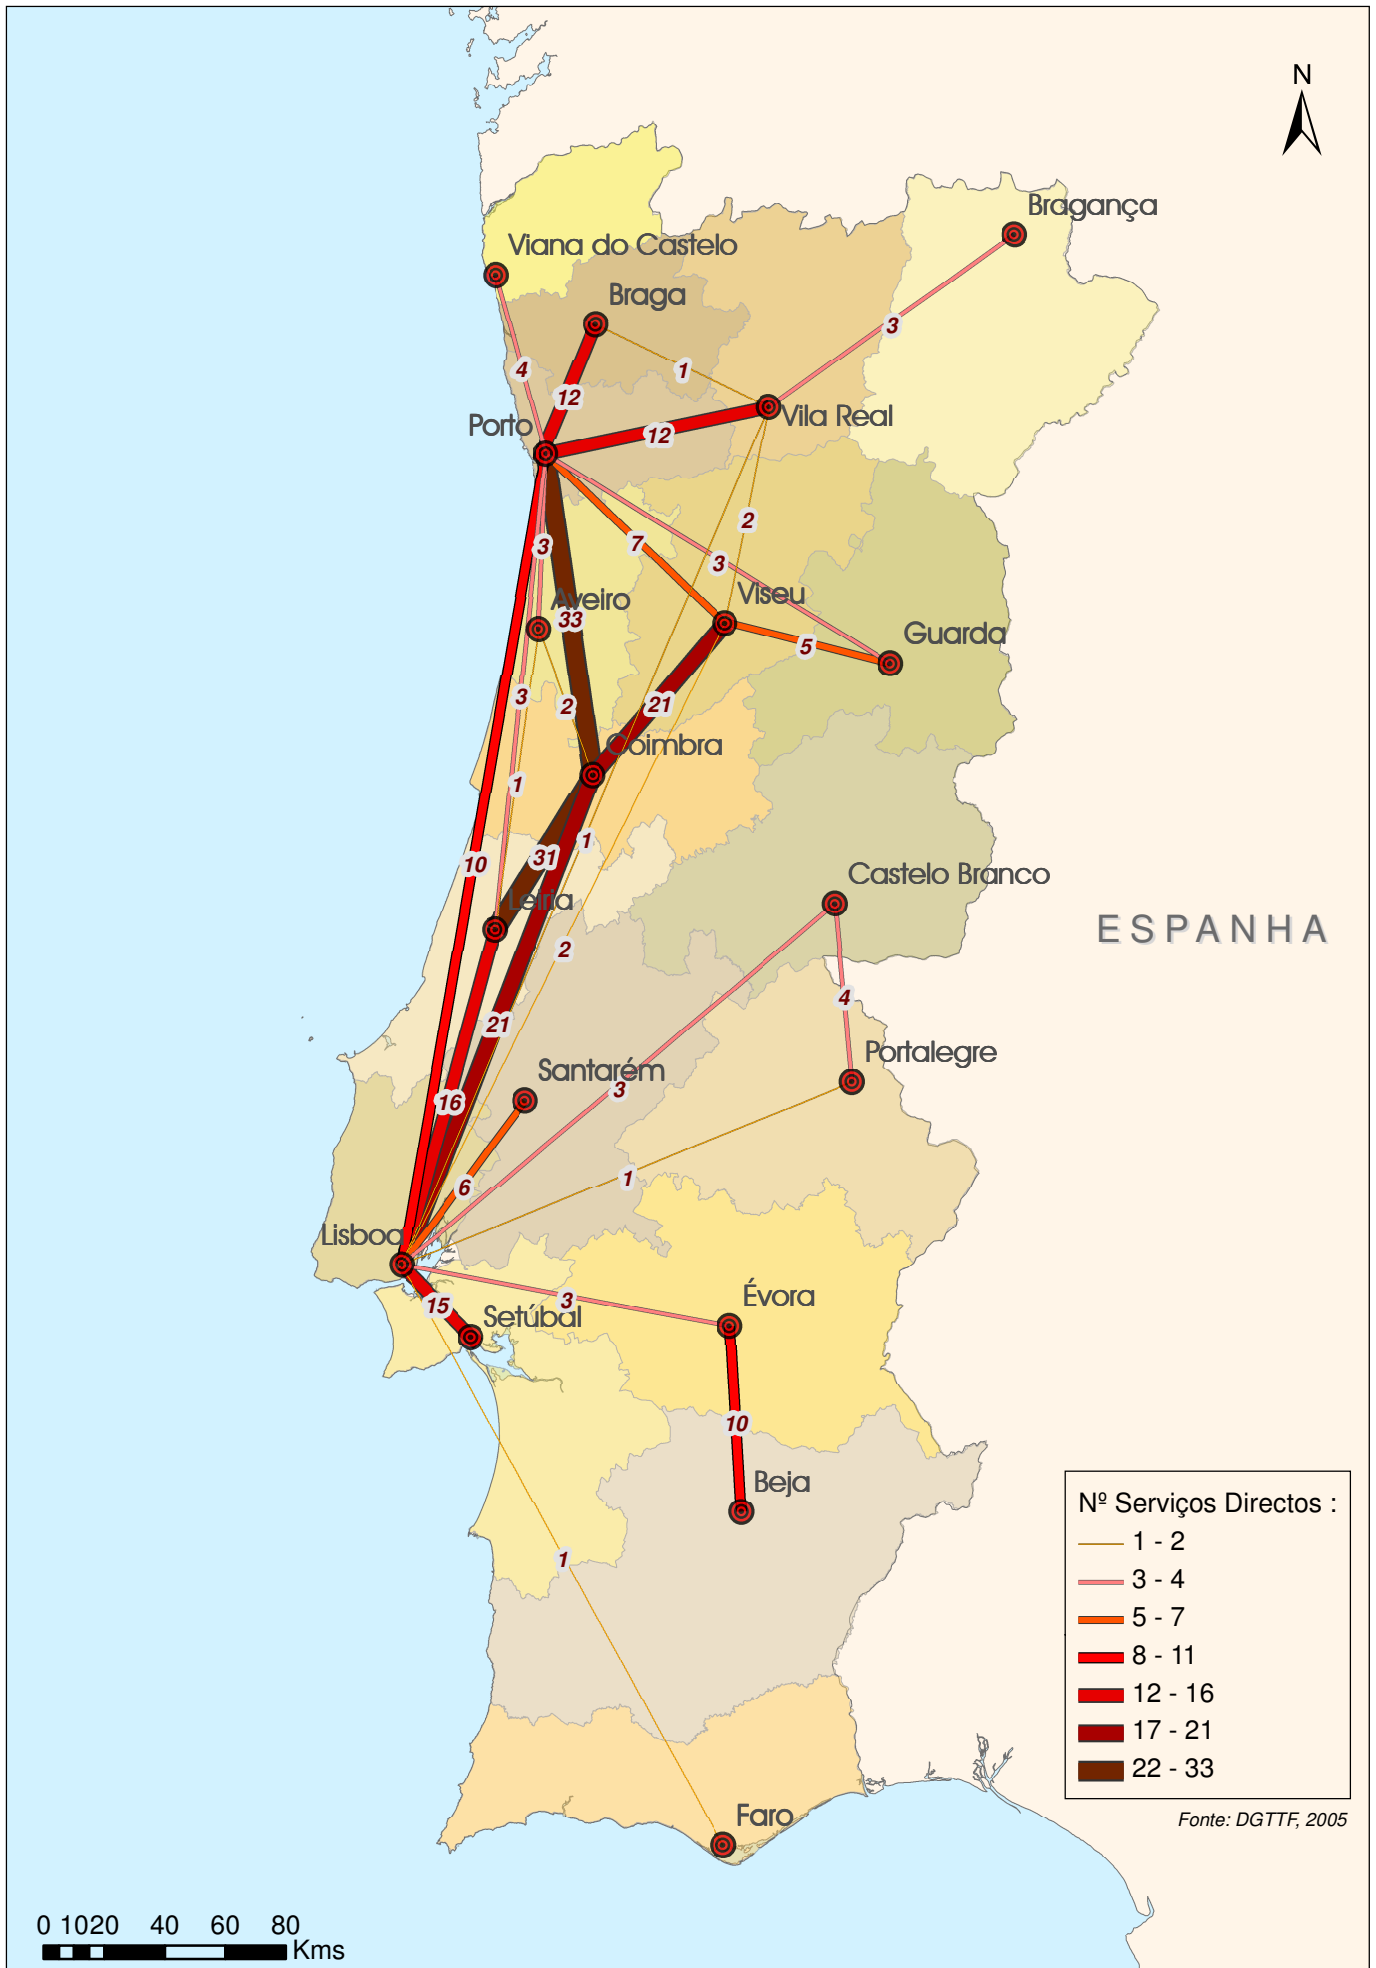 N
Bragança
Viana do Castelo
Braga
3
4
1
12
Vila Real
Porto
12
2
3
7
3
Viseu
Aveiro
33
Guarda
5
3
2
21
Coimbra
1
1
31
10
Castelo Branco
Leiria
ESPANHA
2
4
21
Portalegre
Santarém
3
16
1
6
Lisboa
Évora
3
15
Setúbal
10
Beja
1
Nº Serviços Directos :
1 - 2
3 - 4
5 - 7
8 - 11
12 - 16
17 - 21
22 - 33
Faro
Fonte: DGTTF, 2005
0 10 20 40 60 80
Kms